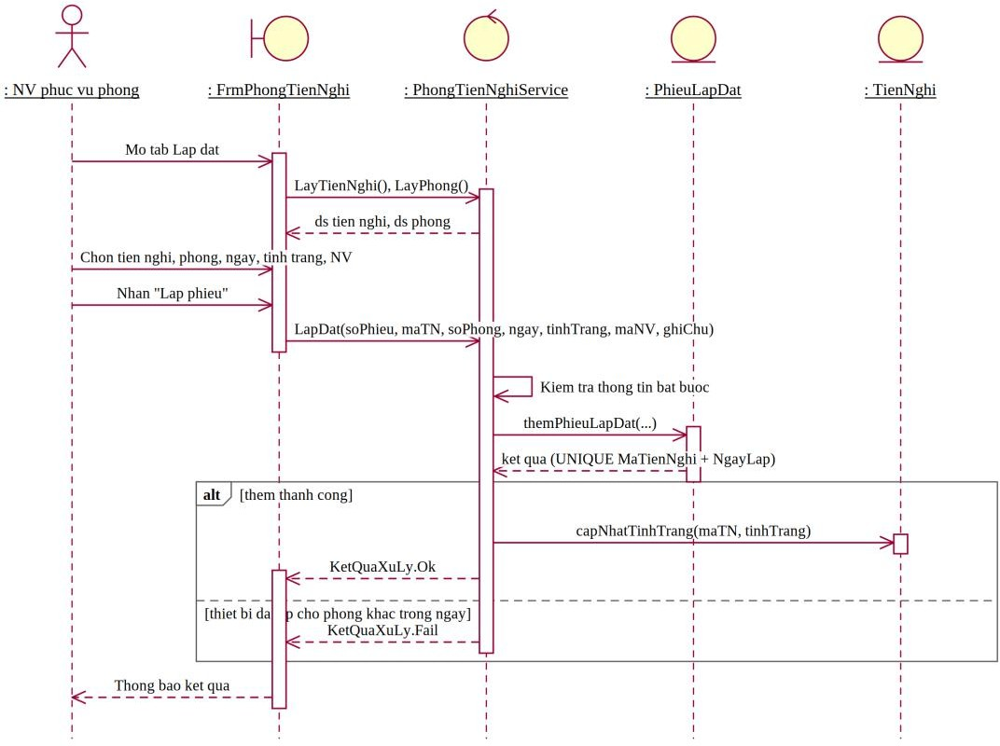 : NV phuc vu phong
: FrmPhongTienNghi
: PhongTienNghiService
: PhieuLapDat
: TienNghi
Mo tab Lap dat
LayTienNghi(), LayPhong()
ds tien nghi, ds phong
Chon tien nghi, phong, ngay, tinh trang, NV
Nhan "Lap phieu"
LapDat(soPhieu, maTN, soPhong, ngay, tinhTrang, maNV, ghiChu)
Kiem tra thong tin bat buoc
themPhieuLapDat(...)
ket qua (UNIQUE MaTienNghi + NgayLap)
alt [them thanh cong]
capNhatTinhTrang(maTN, tinhTrang)
KetQuaXuLy.Ok
[thiet bi da cho phong khac trong ngay]
KetQuaXuLy.Fail
Thong bao ket qua